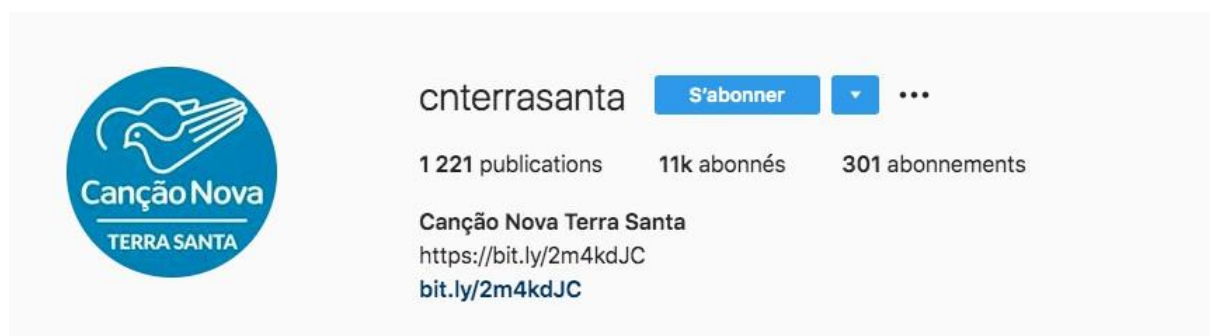 Canção Nova
TERRA SANTA
cnterrasanta S'abonner
1 221 publications 11k abonnés 301 abonnements
Canção Nova Terra Santa
https://bit.ly/2m4kdJC
bit.ly/2m4kdJC